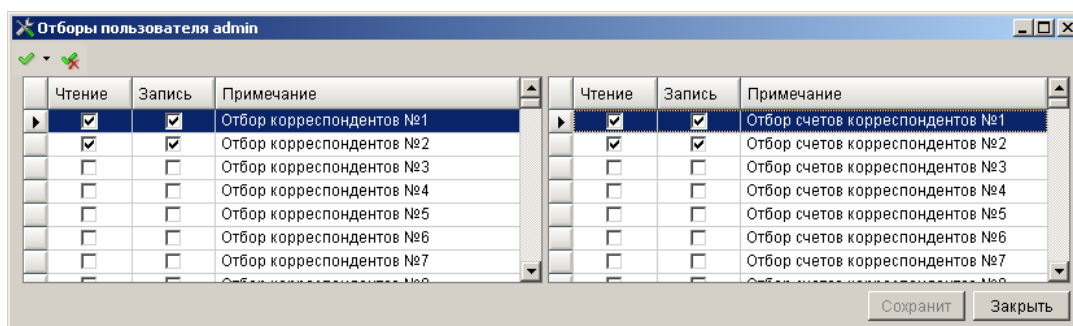 Отборы пользователя admin
Чтение Запись Примечание Чтение Запись Примечание
Отбор корреспондентов №1 Отбор счетов корреспондентов №1
Отбор корреспондентов №2 Отбор счетов корреспондентов №2
Отбор корреспондентов №3 Отбор счетов корреспондентов №3
Отбор корреспондентов №4 Отбор счетов корреспондентов №4
Отбор корреспондентов №5 Отбор счетов корреспондентов №5
Отбор корреспондентов №6 Отбор счетов корреспондентов №6
Отбор корреспондентов №7 Отбор счетов корреспондентов №7
Сохранит Закрыть